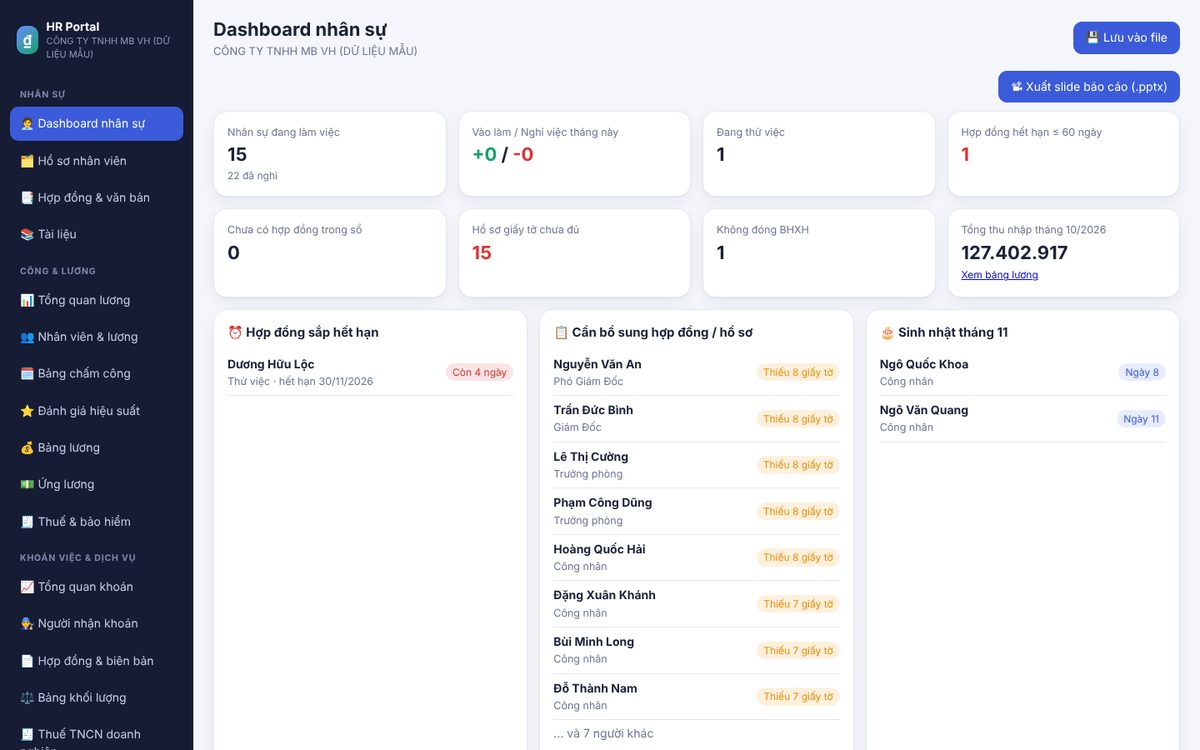 HR Portal
CÔNG TY TNHH MB VH (DỮ
LIỆU MẪU)
NHÂN SỰ
Dashboard nhân sự
Hồ sơ nhân viên
Hợp đồng & văn bản
Tài liệu
CÔNG & LƯƠNG
Tổng quan lương
Nhân viên & lương
Bảng chấm công
Đánh giá hiệu suất
Bảng lương
Ứng lương
Thuế & bảo hiểm
KHOÁN VIỆC & DỊCH VỤ
Tổng quan khoán
Người nhận khoán
Hợp đồng & biên bản
Bảng khối lượng
Thuế TNCN doanh
Dashboard nhân sự
CÔNG TY TNHH MB VH (DỮ LIỆU MẪU)
Lưu vào file
Xuất slide báo cáo (.pptx)
Nhân sự đang làm việc
15
22 đã nghỉ
Vào làm / Nghỉ việc tháng này
+0 / -0
Đang thử việc
1
Hợp đồng hết hạn ≤ 60 ngày
1
Chưa có hợp đồng trong sổ
0
Hồ sơ giấy tờ chưa đủ
15
Không đóng BHXH
1
Tổng thu nhập tháng 10/2026
127.402.917
Xem bảng lương
Hợp đồng sắp hết hạn
Dương Hữu Lộc
Thử việc · hết hạn 30/11/2026
Còn 4 ngày
Cần bổ sung hợp đồng / hồ sơ
Nguyễn Văn An
Phó Giám Đốc
Thiếu 8 giấy tờ
Trần Đức Bình
Giám Đốc
Thiếu 8 giấy tờ
Lê Thị Cường
Trưởng phòng
Thiếu 8 giấy tờ
Phạm Công Dũng
Trưởng phòng
Thiếu 8 giấy tờ
Hoàng Quốc Hải
Công nhân
Thiếu 8 giấy tờ
Đặng Xuân Khánh
Công nhân
Thiếu 7 giấy tờ
Bùi Minh Long
Công nhân
Thiếu 7 giấy tờ
Đỗ Thành Nam
Công nhân
Thiếu 7 giấy tờ
... và 7 người khác
Sinh nhật tháng 11
Ngô Quốc Khoa
Công nhân
Ngày 8
Ngô Văn Quang
Công nhân
Ngày 11